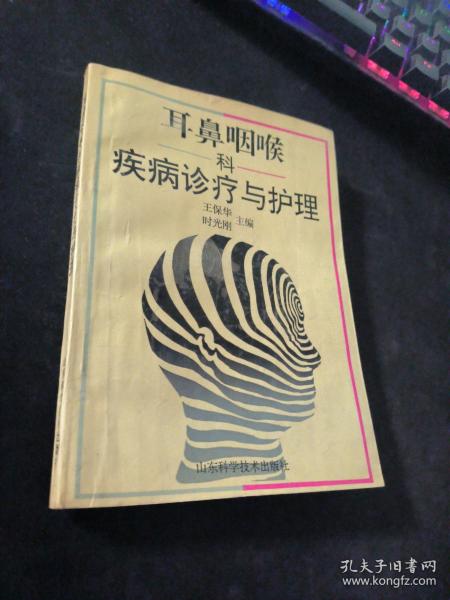 耳鼻咽喉
科
疾病诊疗与护理
王保华
时光刚
主编
山东科学技术出版社
孔夫子旧书网
www.kongfz.com